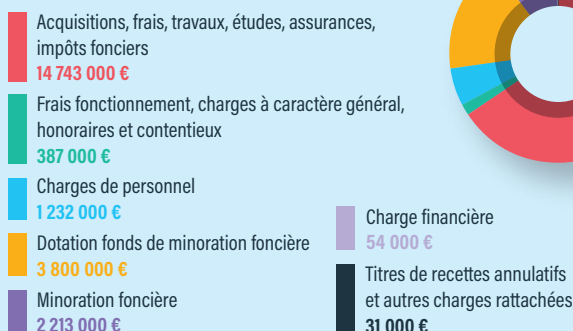 Acquisitions, frais, travaux, études, assurances,
impôts fonciers
14 743 000 €
Frais fonctionnement, charges à caractère général,
honoraires et contentieux
387 000 €
Charges de personnel
1 232 000 €
Dotation fonds de minoration foncière
3 800 000 €
Minoration foncière
2 213 000 €
Charge financière
54 000 €
Titres de recettes annulatifs
et autres charges rattachées
31 000 €